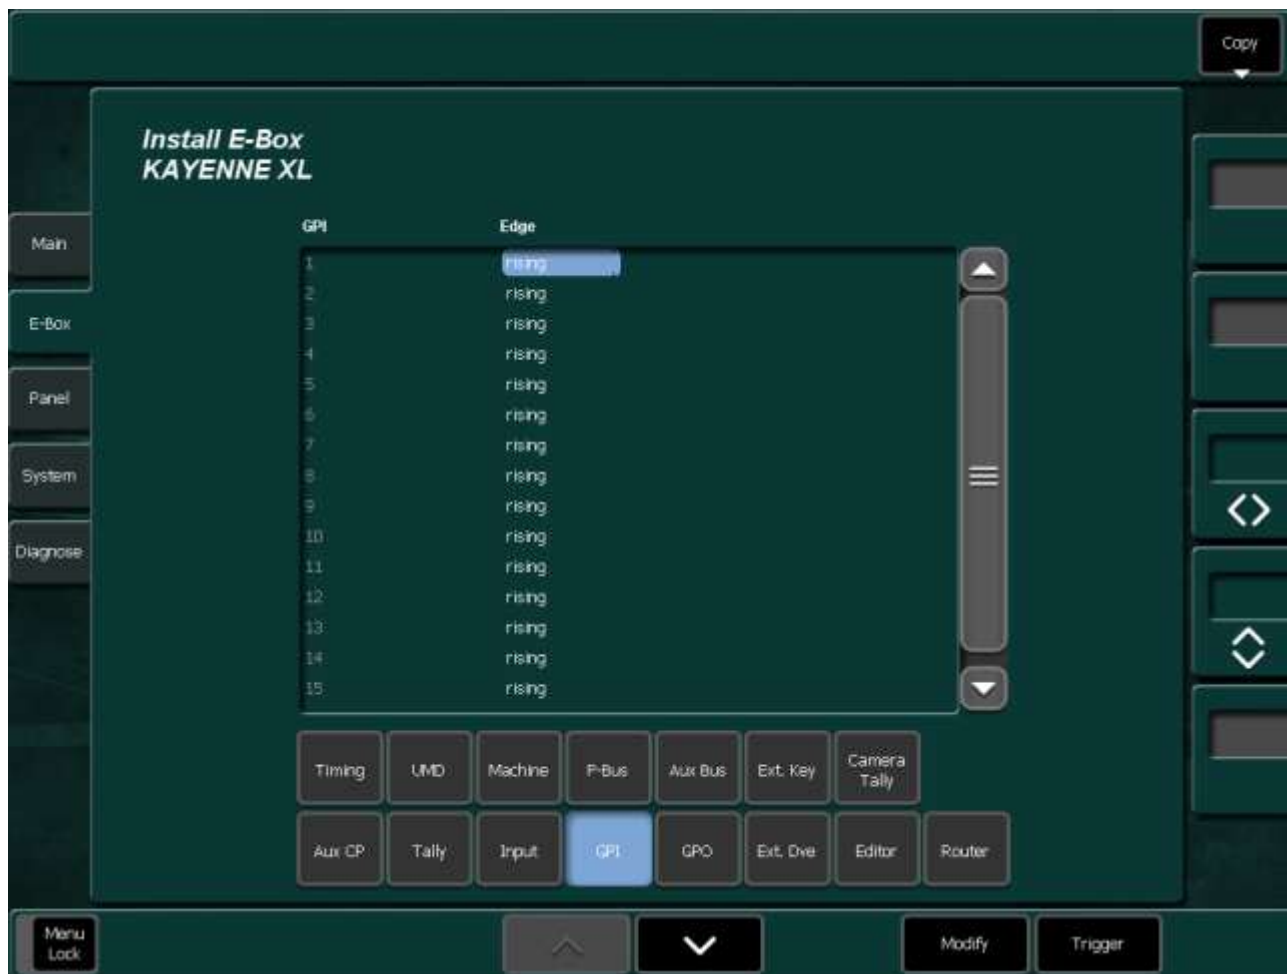 Copy
Install E-Box
KAYENNE XL
GPI Edge
1 rising
2 rising
3 rising
4 rising
5 rising
6 rising
7 rising
8 rising
9 rising
10 rising
11 rising
12 rising
13 rising
14 rising
15 rising
Main
E-Box
Panel
System
Diagnose
Timing UMD Machine P-Bus Aux Bus Ext. Key Camera
Tally
Aux CP Tally Input GPI GPO Ext. Dve Editor Router
Menu
Lock
Modify Trigger